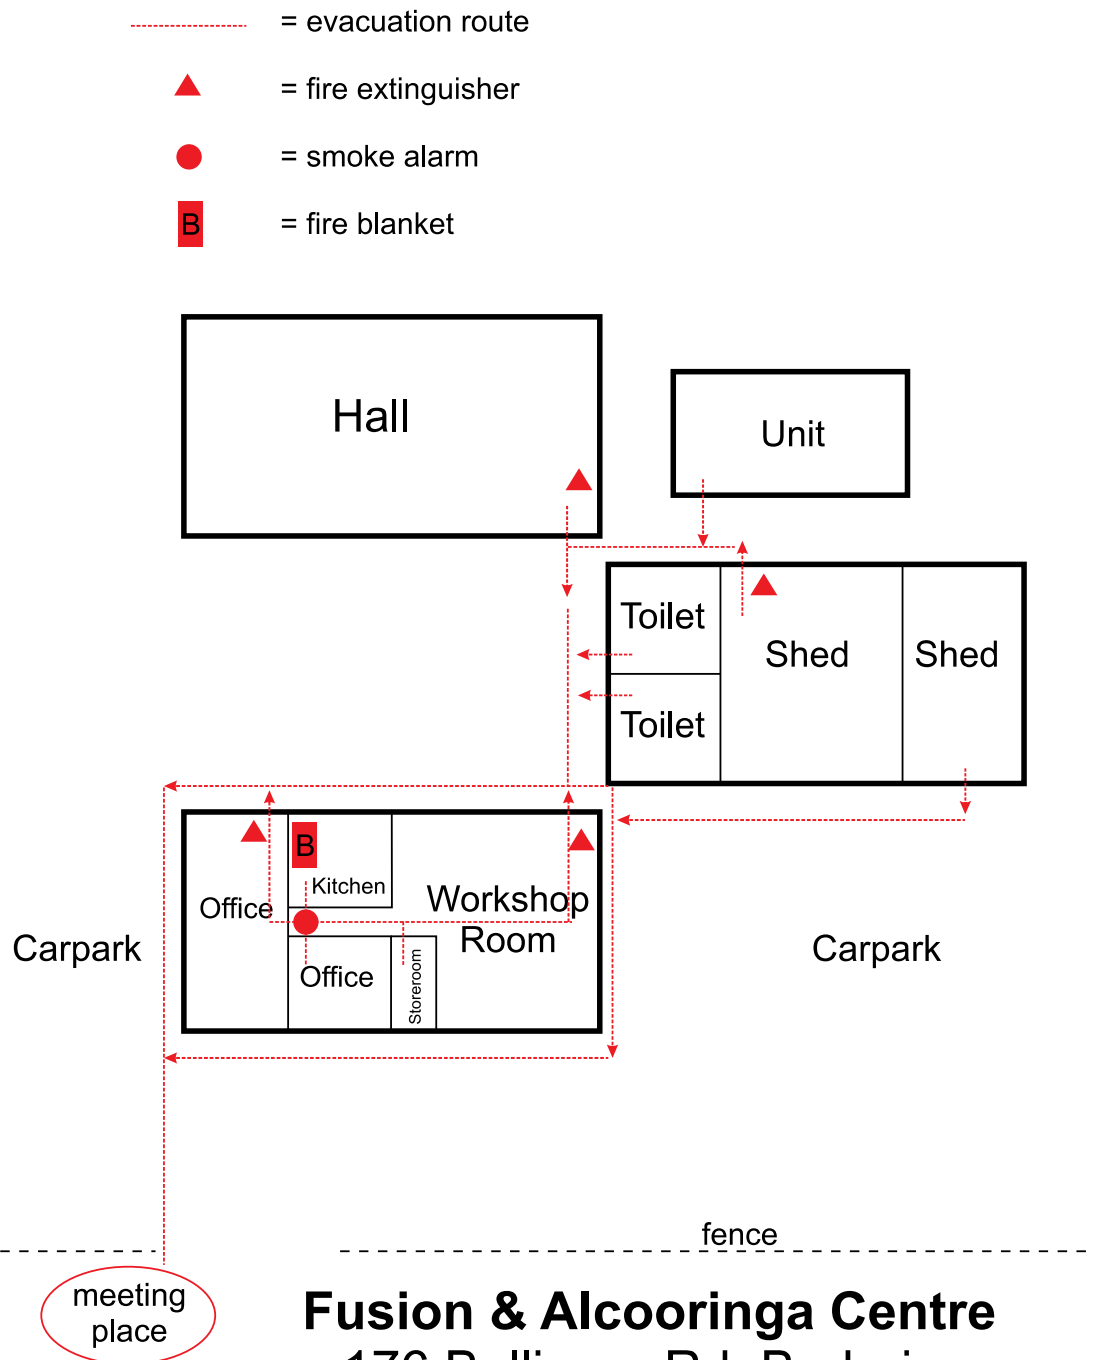 = evacuation route
= fire extinguisher
= smoke alarm
B
= fire blanket
Hall
Unit
Toilet
Shed
Shed
Toilet
B
Kitchen
Office
Workshop
Room
Carpark
Office
Storeroom
Carpark
fence
meeting
place
Fusion & Alcooringa Centre